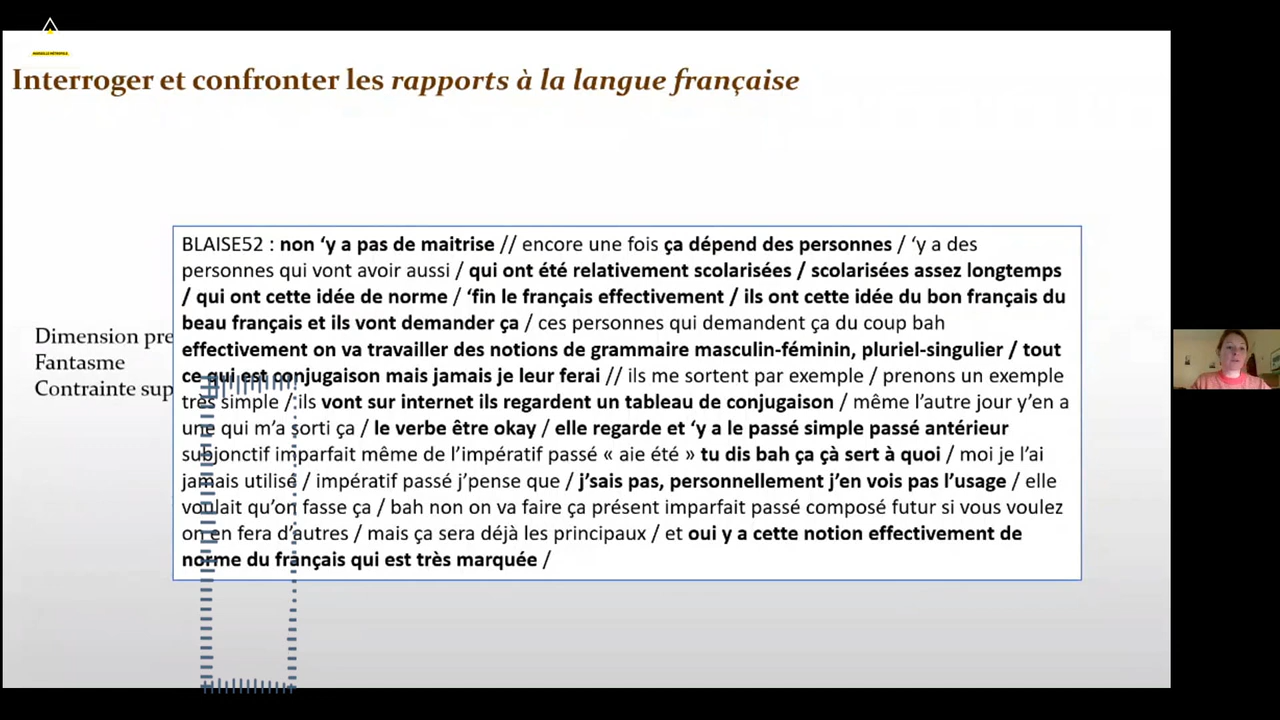 MARSEILLE MÉTROPOLE
Interroger et confronter les rapports à la langue française
Dimension pre
Fantasme
Contrainte sup
BLAISE52 : non ‘y a pas de maitrise // encore une fois ça dépend des personnes / ‘y a des
personnes qui vont avoir aussi / qui ont été relativement scolarisées / scolarisées assez longtemps
/ qui ont cette idée de norme / ‘fin le français effectivement / ils ont cette idée du bon français du
beau français et ils vont demander ça / ces personnes qui demandent ça du coup bah
effectivement on va travailler des notions de grammaire masculin-féminin, pluriel-singulier / tout
ce qui est conjugaison mais jamais je leur ferai // ils me sortent par exemple / prenons un exemple
très simple / ils vont sur internet ils regardent un tableau de conjugaison / même l’autre jour y’en a
une qui m’a sorti ça / le verbe être okay / elle regarde et ‘y a le passé simple passé antérieur
subjonctif imparfait même de l’impératif passé « aie été » tu dis bah ça çà sert à quoi / moi je l’ai
jamais utilisé / impératif passé j’pense que / j’sais pas, personnellement j’en vois pas l’usage / elle
voulait qu’on fasse ça / bah non on va faire ça présent imparfait passé composé futur si vous voulez
on en fera d’autres / mais ça sera déjà les principaux / et oui y a cette notion effectivement de
norme du français qui est très marquée /